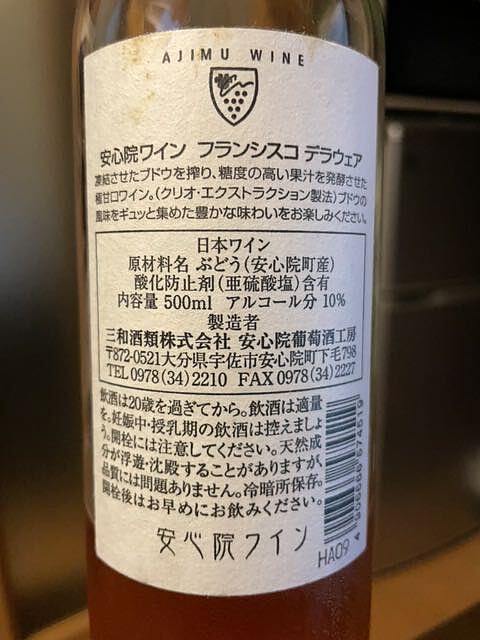 AJIMU WINE
安心院ワイン フランシスコ デラウェア
凍結させたブドウを搾り、糖度の高い果汁を発酵させた
極甘口ワイン。(クリオ・エクストラクション製法)ブドウの
風味をギュッと集めた豊かな味わいをお楽しみください。
日本ワイン
原材料名 ぶどう(安心院町産)
酸化防止剤(亜硫酸塩)含有
内容量 500ml アルコール分 10%
製造者
三和酒類株式会社 安心院葡萄酒工房
〒872-0521大分県宇佐市安心院町下毛798
TEL 0978(34)2210 FAX 0978(34)2227
飲酒は20歳を過ぎてから。飲酒は適量
を。妊娠中・授乳期の飲酒は控えましょ
う。開栓には注意してください。天然成
分が浮遊・沈殿することがありますが、
品質には問題ありません。冷暗所保存。
開栓後はお早めにお飲みください。
安心院ワイン
HA09